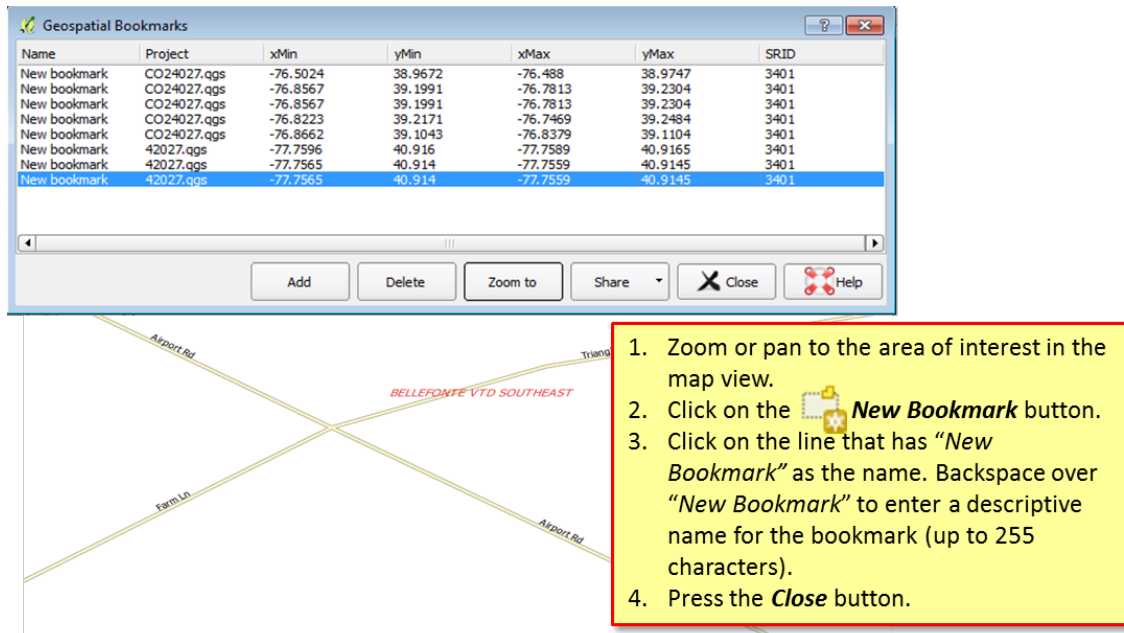 Geospatial Bookmarks
Name Project xMin yMin xMax yMax SRID
New bookmark CO24027.qgs -76.5024 38.9672 -76.488 38.9747 3401
New bookmark CO24027.qgs -76.8567 39.1991 -76.7813 39.2304 3401
New bookmark CO24027.qgs -76.8567 39.1991 -76.7813 39.2304 3401
New bookmark CO24027.qgs -76.8223 39.2171 -76.7469 39.2484 3401
New bookmark CO24027.qgs -76.8662 39.1043 -76.8379 39.1104 3401
New bookmark 42027.qgs -77.7596 40.916 -77.7589 40.9165 3401
New bookmark 42027.qgs -77.7565 40.914 -77.7559 40.9145 3401
New bookmark 42027.qgs -77.7565 40.914 -77.7559 40.9145 3401
Add Delete Zoom to Share Close Help
Airport Rd
Triang
BELLEFONTE VTD SOUTHEAST
Farm Ln
Airport Rd
1. Zoom or pan to the area of interest in the
map view.
2. Click on the New Bookmark button.
3. Click on the line that has “New
Bookmark” as the name. Backspace over
“New Bookmark” to enter a descriptive
name for the bookmark (up to 255
characters).
4. Press the Close button.